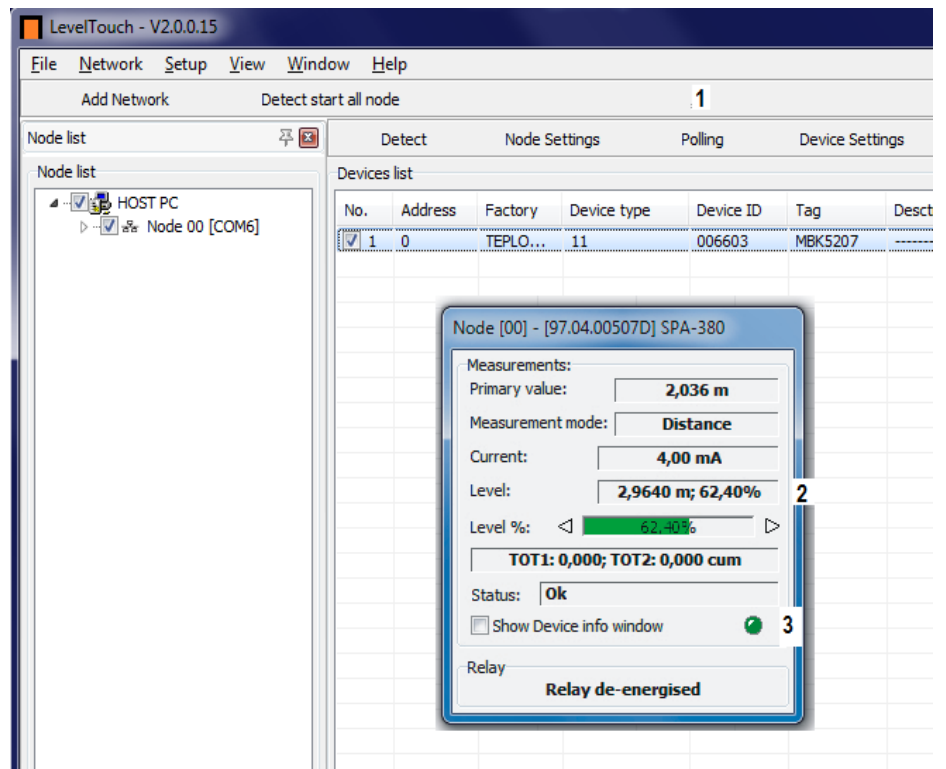 LevelTouch - V2.0.0.15
File Network Setup View Window Help
Add Network Detect start all node 1
Node list
Detect Node Settings Polling Device Settings
Node list
Devices list
HOST PC
Node 00 [COM6]
No. Address Factory Device type Device ID Tag Desct
1 0 TEPLO... 11 006603 MBK5207 -------
Node [00] - [97.04.00507D] SPA-380
Measurements:
Primary value: 2,036 m
Measurement mode: Distance
Current: 4,00 mA
Level: 2,9640 m; 62,40% 2
Level %: 62,40%
TOT1: 0,000; TOT2: 0,000 cum
Status: Ok
Show Device info window 3
Relay
Relay de-energised